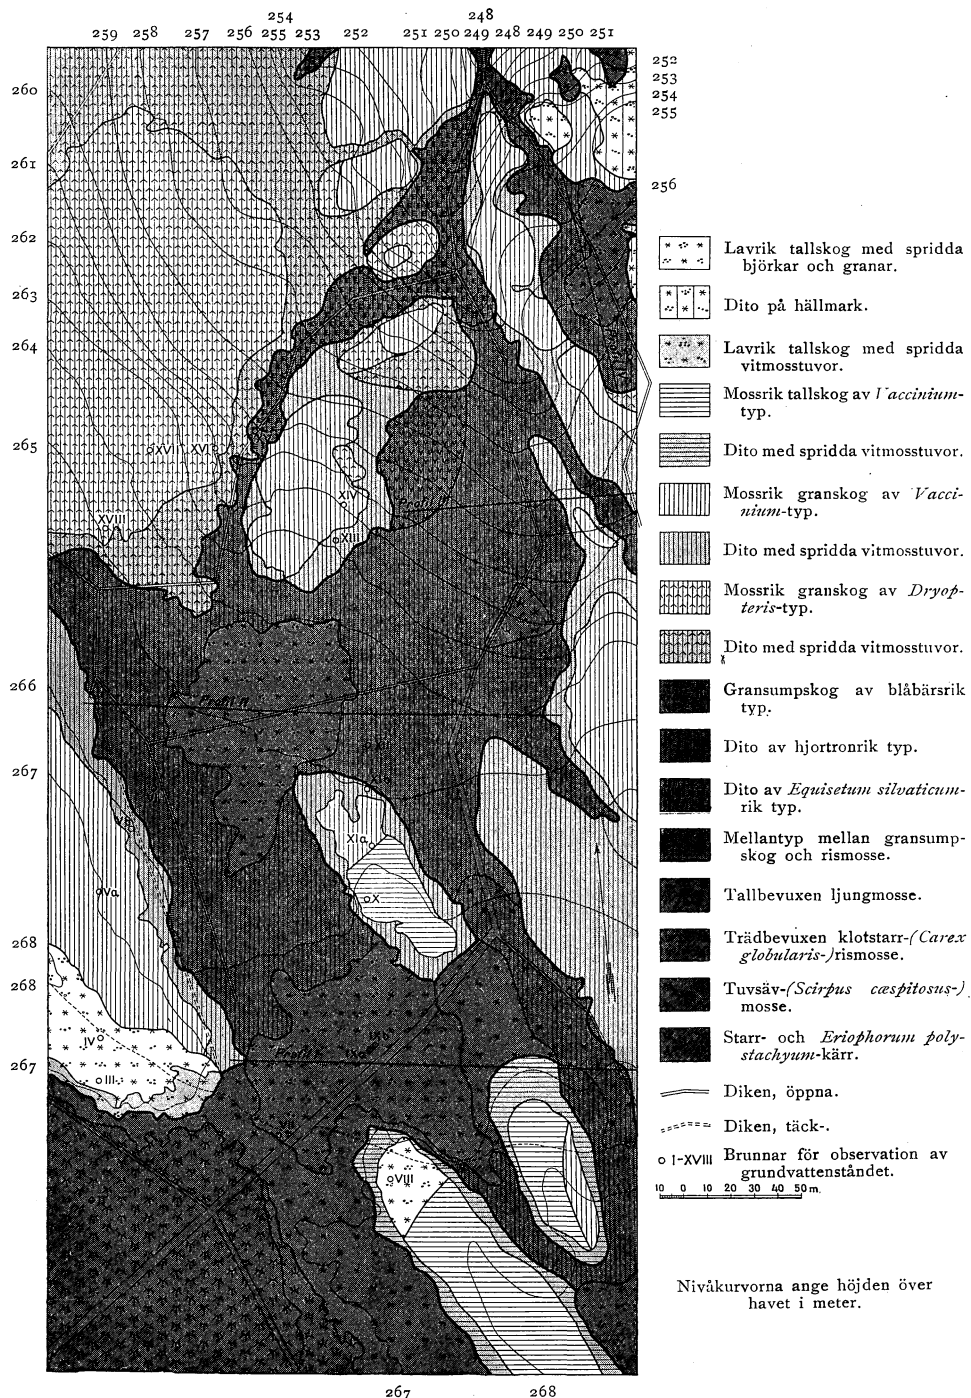 254
248
259 258 257 256 255 253 252 251 250 249 248 249 250 251
252
253
254
255
256
260
261
262
263
264
265
266
267
268
268
267
XVII XVI
XVIII
XIV
XIII
Profil II
Va
XIa
X
IV
III
VIII
Lavrik tallskog med spridda
björkar och granar.
Dito på hällmark.
Lavrik tallskog med spridda
vitmosstuvor.
Mossrik tallskog av Vaccinium-
typ.
Dito med spridda vitmosstuvor.
Mossrik granskog av Vacci-
nium-typ.
Dito med spridda vitmosstuvor.
Mossrik granskog av Dryop-
teris-typ.
Dito med spridda vitmosstuvor.
Gransumpskog av blåbärsrik
typ.
Dito av hjortronrik typ.
Dito av Equisetum silvaticum-
rik typ.
Mellantyp mellan gransump-
skog och rismosse.
Tallbevuxen ljungmosse.
Trädbevuxen klotstarr-(Carex
globularis-)rismosse.
Tuvsäv-(Scirpus cæspitosus-)
mosse.
Starr- och Eriophorum poly-
stachyum-kärr.
Diken, öppna.
Diken, täck-.
I-XVIII Brunnar för observation av
grundvattenståndet.
10 0 10 20 30 40 50 m.
Nivåkurvorna ange höjden över
havet i meter.
267 268